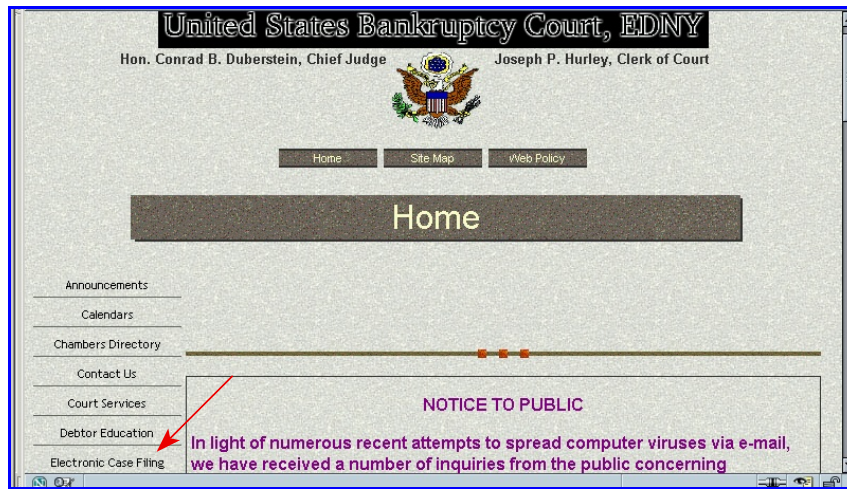 United States Bankruptcy Court, EDNY
Hon. Conrad B. Duberstein, Chief Judge
Joseph P. Hurley, Clerk of Court
Home
Site Map
Web Policy
Home
Announcements
Calendars
Chambers Directory
Contact Us
Court Services
Debtor Education
Electronic Case Filing
NOTICE TO PUBLIC
In light of numerous recent attempts to spread computer viruses via e-mail,
we have received a number of inquiries from the public concerning